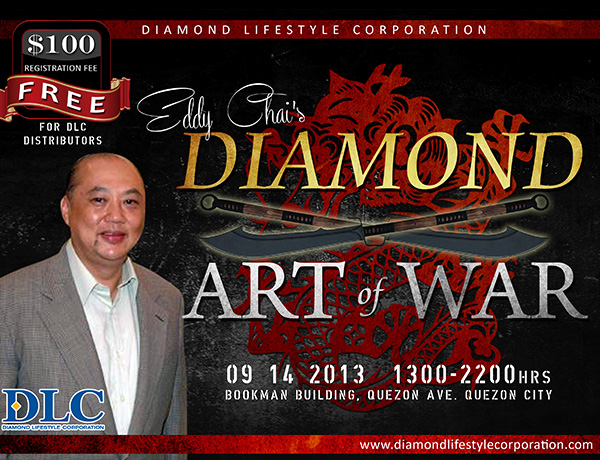 DIAMOND LIFESTYLE CORPORATION
$100
REGISTRATION FEE
FREE
FOR DLC
DISTRIBUTORS
Eddy Chai's
DIAMOND
ART of WAR
09 14 2013 1300-2200HRS
BOOKMAN BUILDING, QUEZON AVE. QUEZON CITY
DLC
DIAMOND LIFESTYLE CORPORATION
www.diamondlifestylecorporation.com